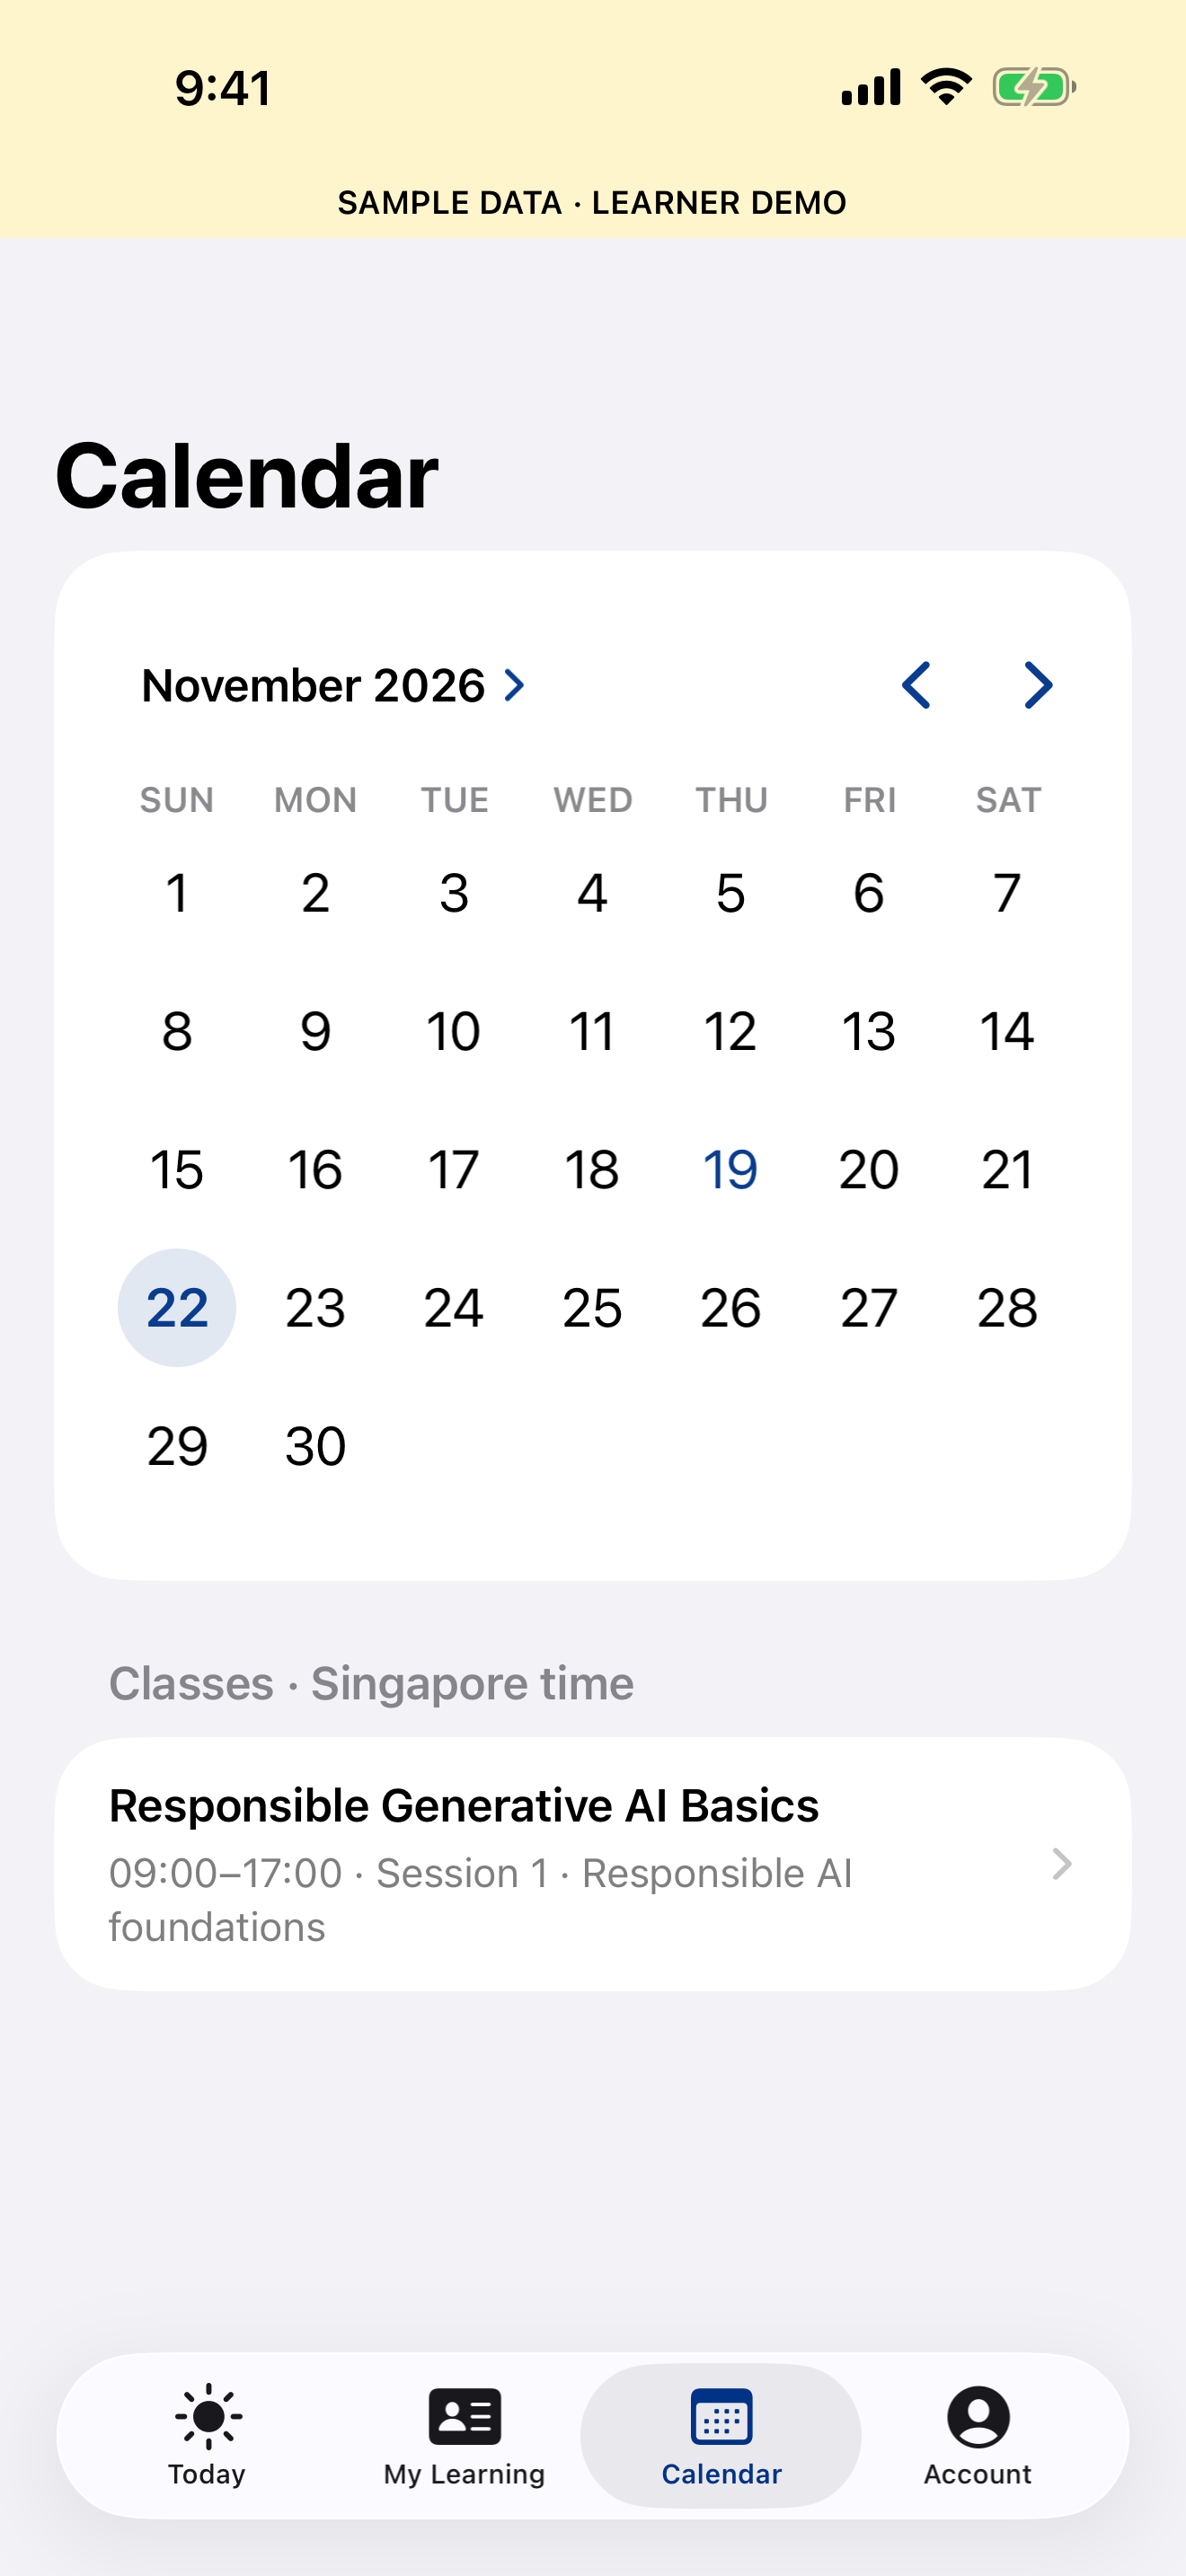 9:41
SAMPLE DATA · LEARNER DEMO
Calendar
November 2026
SUN MON TUE WED THU FRI SAT
1 2 3 4 5 6 7
8 9 10 11 12 13 14
15 16 17 18 19 20 21
22 23 24 25 26 27 28
29 30
Classes · Singapore time
Responsible Generative AI Basics
09:00–17:00 · Session 1 · Responsible AI
foundations
Today My Learning Calendar Account